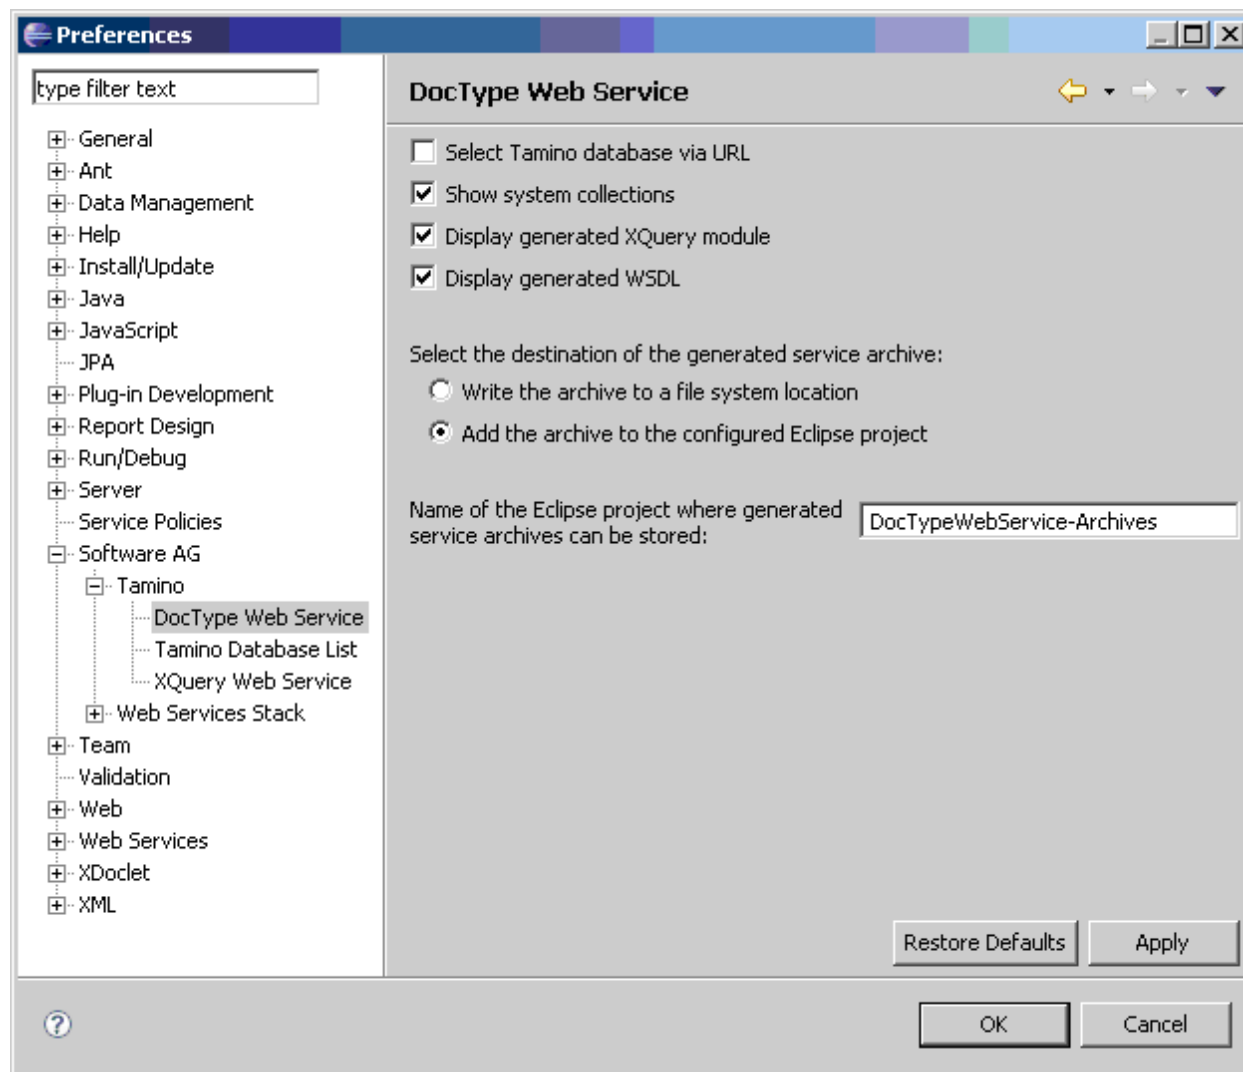 Preferences
type filter text
General
Ant
Data Management
Help
Install/Update
Java
JavaScript
JPA
Plug-in Development
Report Design
Run/Debug
Server
Service Policies
Software AG
Tamino
DocType Web Service
Tamino Database List
XQuery Web Service
Web Services Stack
Team
Validation
Web
Web Services
XDoclet
XML
DocType Web Service
Select Tamino database via URL
Show system collections
Display generated XQuery module
Display generated WSDL
Select the destination of the generated service archive:
Write the archive to a file system location
Add the archive to the configured Eclipse project
Name of the Eclipse project where generated
service archives can be stored:
DocTypeWebService-Archives
Restore Defaults
Apply
OK
Cancel